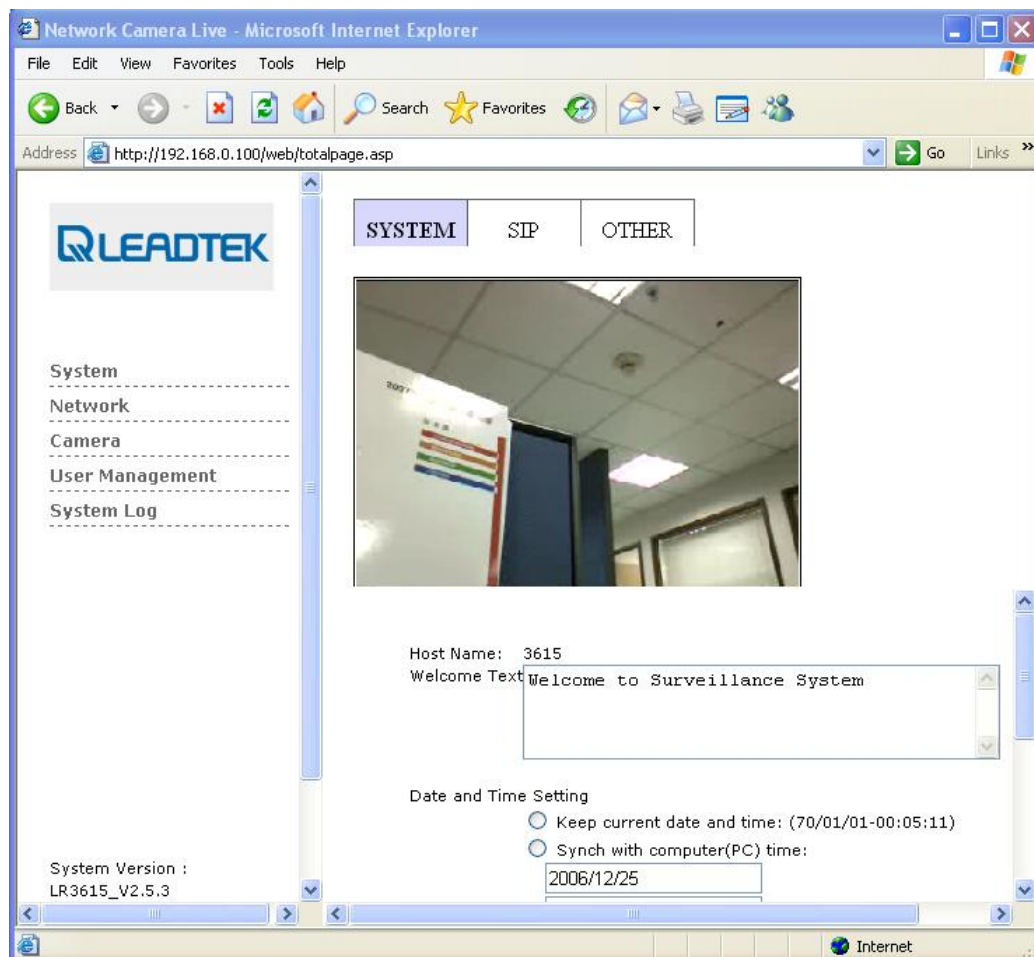 Network Camera Live - Microsoft Internet Explorer
File Edit View Favorites Tools Help
Back Search Favorites
Address http://192.168.0.100/web/totalpage.asp Go Links »
LEADTEK
System
Network
Camera
User Management
System Log
System Version :
LR3615_V2.5.3
SYSTEM SIP OTHER
2007
Host Name: 3615
Welcome Text Welcome to Surveillance System
Date and Time Setting
Keep current date and time: (70/01/01-00:05:11)
Synch with computer(PC) time:
2006/12/25
Internet